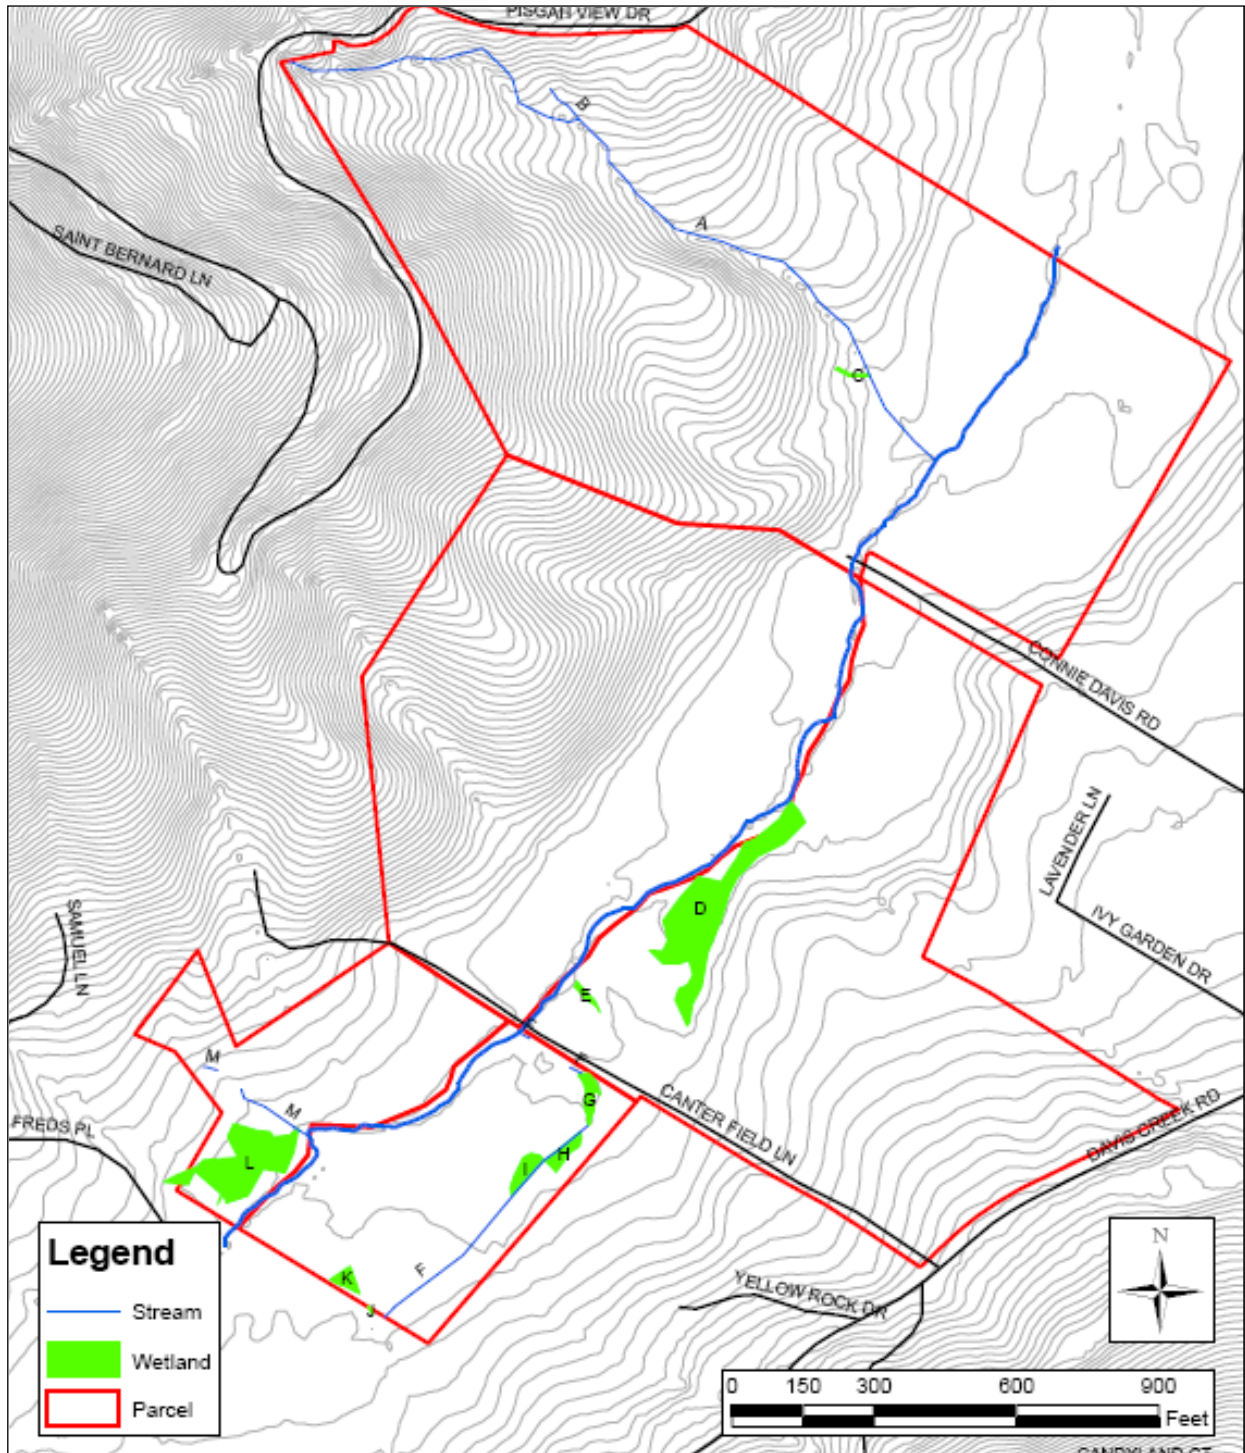 PISGAH VIEW DR
B
SAINT BERNARD LN
A
C
CONNIE DAVIS RD
LAVENDER LN
IVY GARDEN DR
SAMUEL LN
D
E
M
F
FREDS PL
M
G
CANTER FIELD LN
DAVIS CREEK RD
H
L
I
F
K
J
YELLOW ROCK DR
N
Legend
Stream
Wetland
Parcel
0 150 300 600 900
Feet